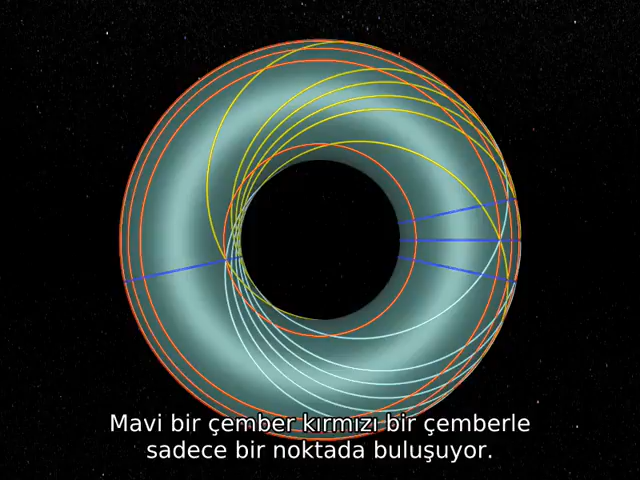 Mavi bir çember kırmızı bir çemberle
sadece bir noktada buluşuyor.